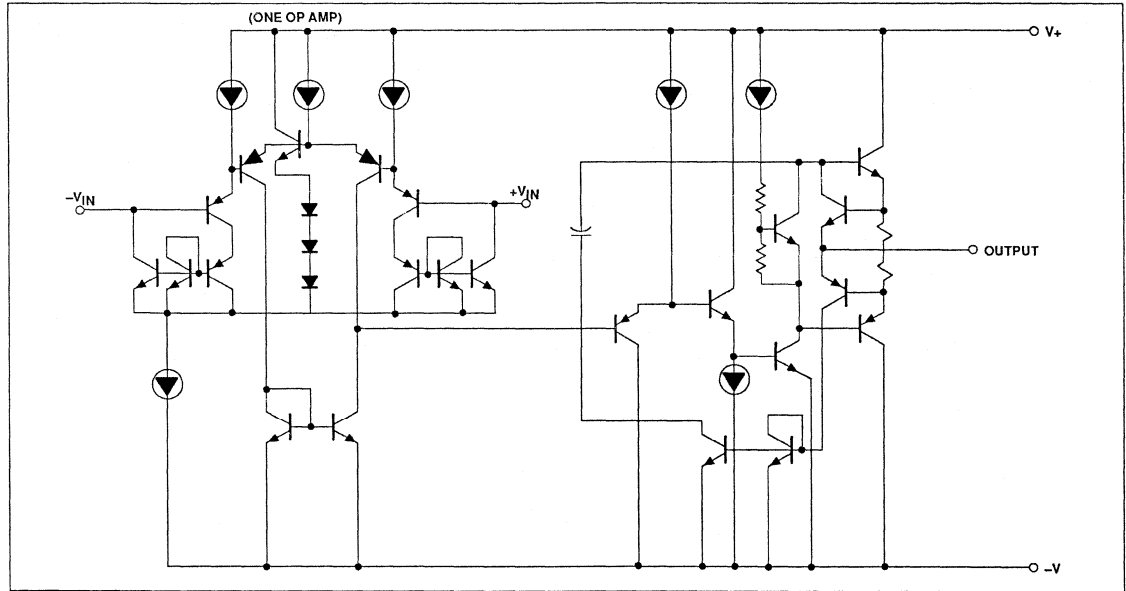 (ONE OP AMP)
V+
–VIN
+VIN
OUTPUT
–V